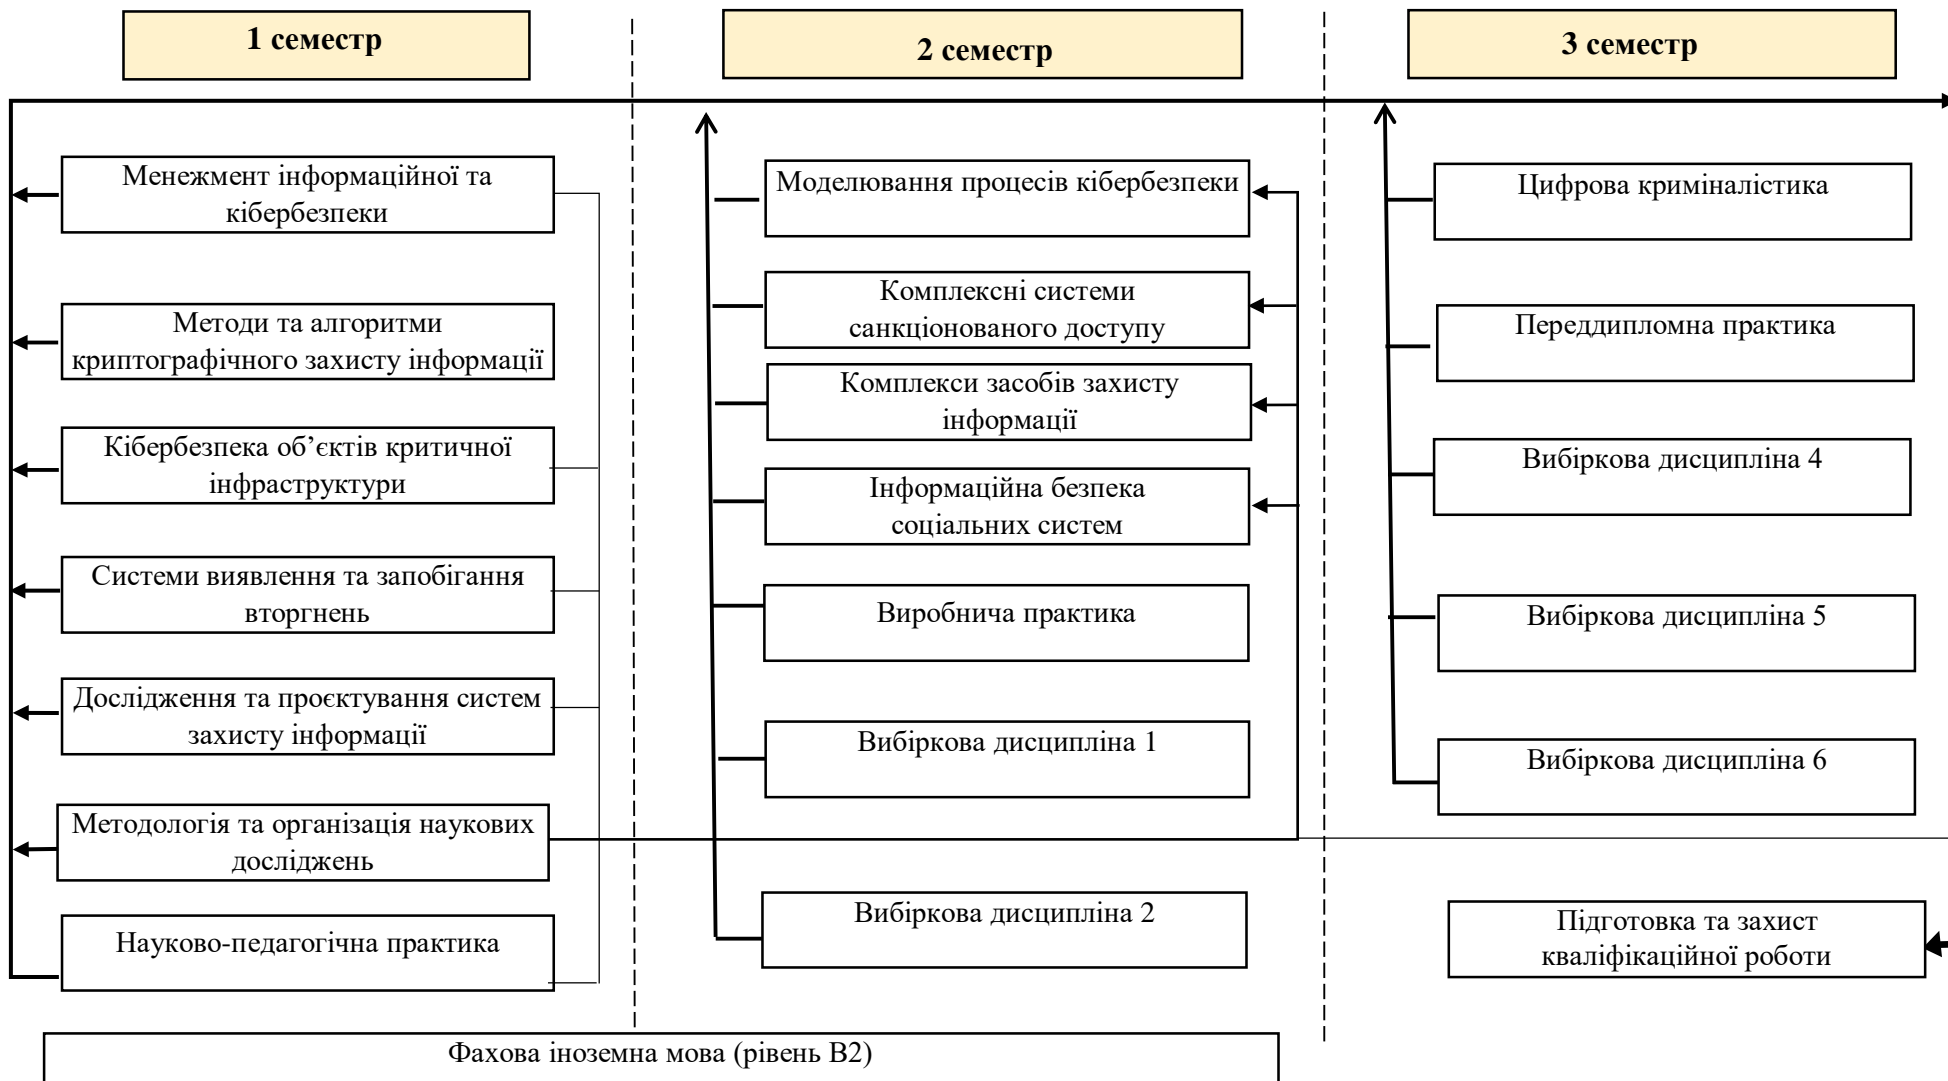 1 семестр
2 семестр
3 семестр
Менежмент інформаційної та
кібербезпеки
Методи та алгоритми
криптографічного захисту інформації
Кібербезпека об’єктів критичної
інфраструктури
Системи виявлення та запобігання
вторгнень
Дослідження та проєктування систем
захисту інформації
Методологія та організація наукових
досліджень
Науково-педагогічна практика
Моделювання процесів кібербезпеки
Комплексні системи
санкціонованого доступу
Комплекси засобів захисту
інформації
Інформаційна безпека
соціальних систем
Виробнича практика
Вибіркова дисципліна 1
Вибіркова дисципліна 2
Цифрова криміналістика
Переддипломна практика
Вибіркова дисципліна 4
Вибіркова дисципліна 5
Вибіркова дисципліна 6
Підготовка та захист
кваліфікаційної роботи
Фахова іноземна мова (рівень В2)